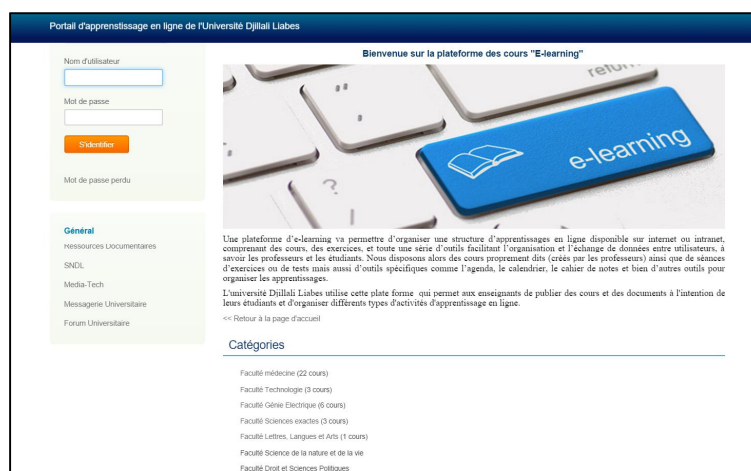 Portail d'apprenstissage en ligne de l'Université Djillali Liabes
Nom d'utilisateur
Mot de passe
S'identifier
Mot de passe perdu
Général
Ressources Documentaires
SNDL
Media-Tech
Messagerie Universitaire
Forum Universitaire
Bienvenue sur la plateforme des cours "E-learning"
return
?
e-learning
Une plateforme d'e-learning va permettre d'organiser une structure d'apprentissages en ligne disponible sur internet ou intranet,
comprenant des cours, des exercices, et toute une série d'outils facilitant l'organisation et l'échange de données entre utilisateurs, à
savoir les professeurs et les étudiants. Nous disposons alors des cours proprement dits (créés par les professeurs) ainsi que de séances
d'exercices ou de tests mais aussi d'outils spécifiques comme l'agenda, le calendrier, le cahier de notes et bien d'autres outils pour
organiser les apprentissages.
L'université Djillali Liabes utilise cette plate forme qui permet aux enseignants de publier des cours et des documents à l'intention de
leurs étudiants et d'organiser différents types d'activités d'apprentissage en ligne.
<< Retour à la page d'accueil
Catégories
Faculté médecine (22 cours)
Faculté Technologie (3 cours)
Faculté Génie Electrique (6 cours)
Faculté Sciences exactes (3 cours)
Faculté Lettres, Langues et Arts (1 cours)
Faculté Science de la nature et de la vie
Faculté Droit et Sciences Politiques